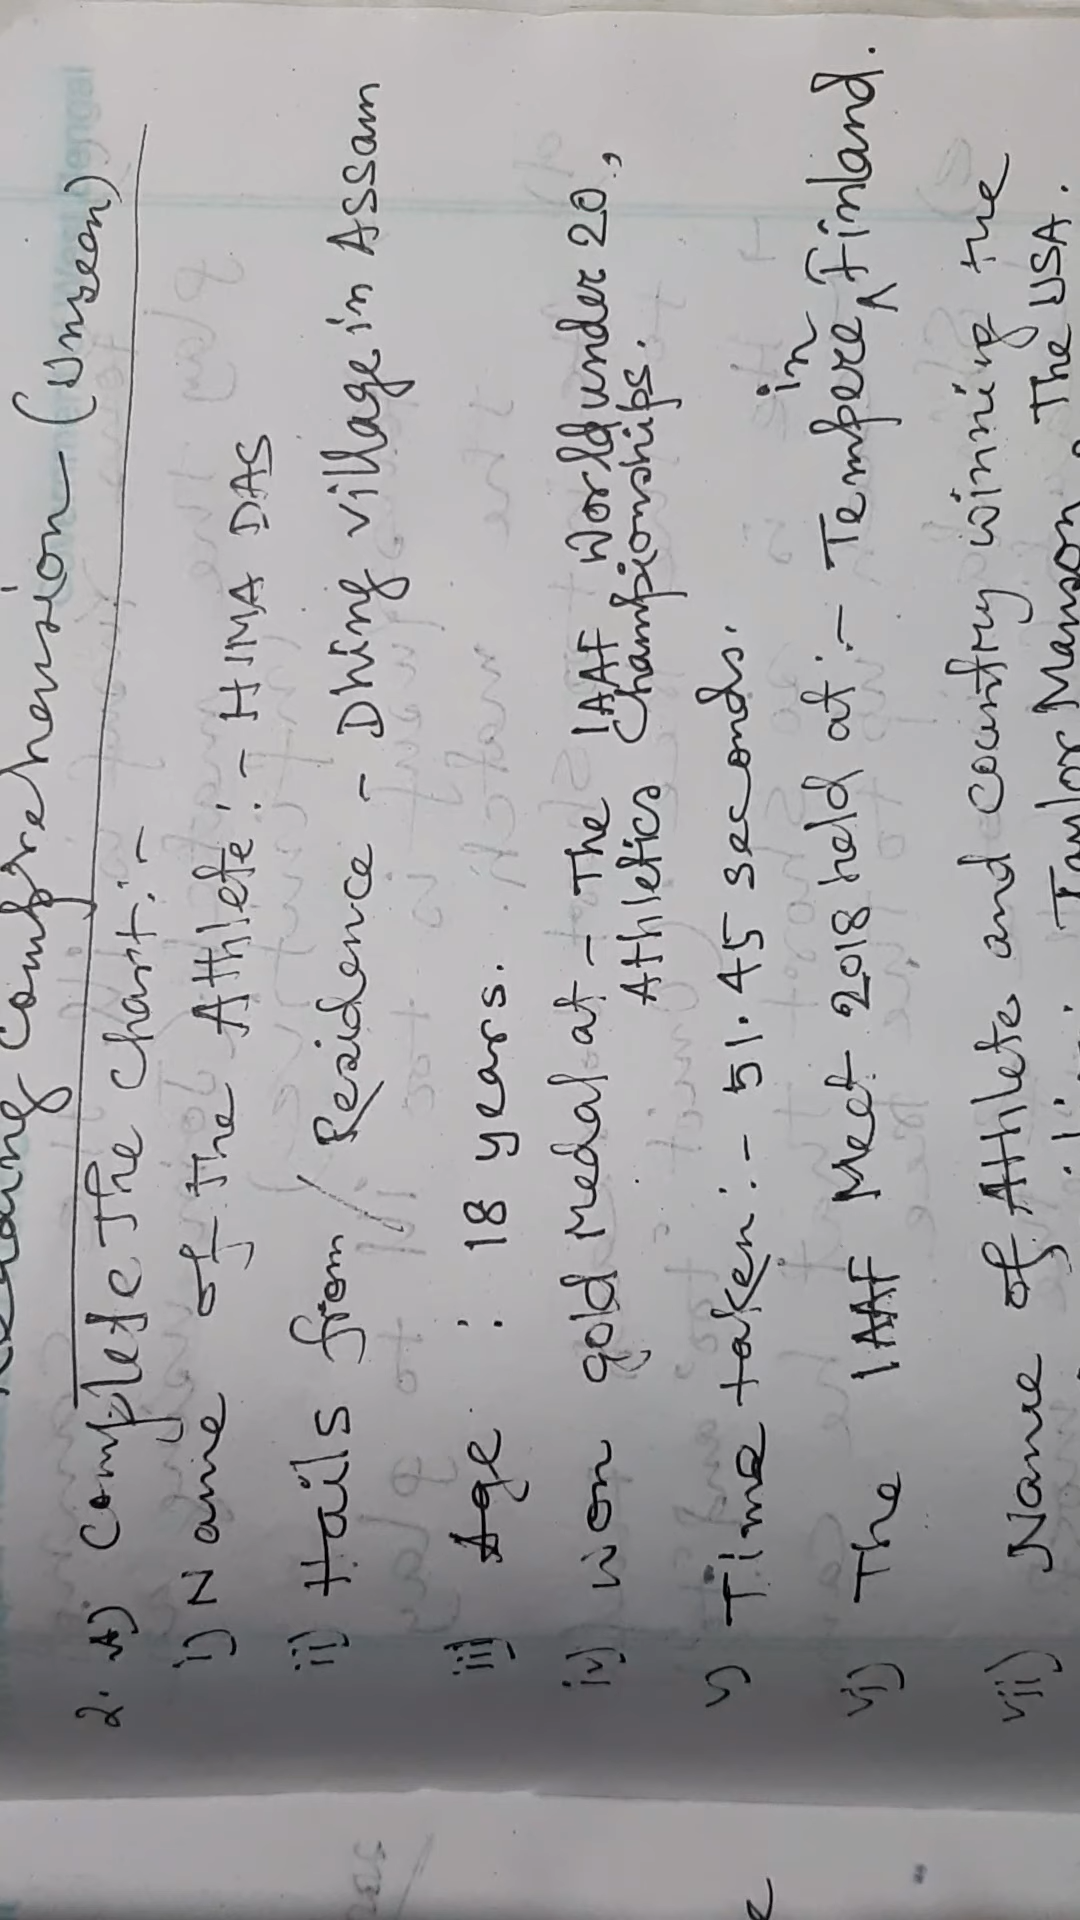 Reading Comprehension (Unseen)
2. A) Complete The Chart:-
i) Name of The Athlete:- HIMA DAS
ii) Hails from / Residence - Dhing village in Assam
iii) Age : 18 years.
iv) Won gold Medal at - The IAAF World under 20,
Athletics Championships.
v) Time taken:- 51.45 seconds.
vi) The IAAF Meet 2018 held at:- Tempere, in Finland.
vii) Name of Athlete and country winning the
Taylor Manson, The USA.